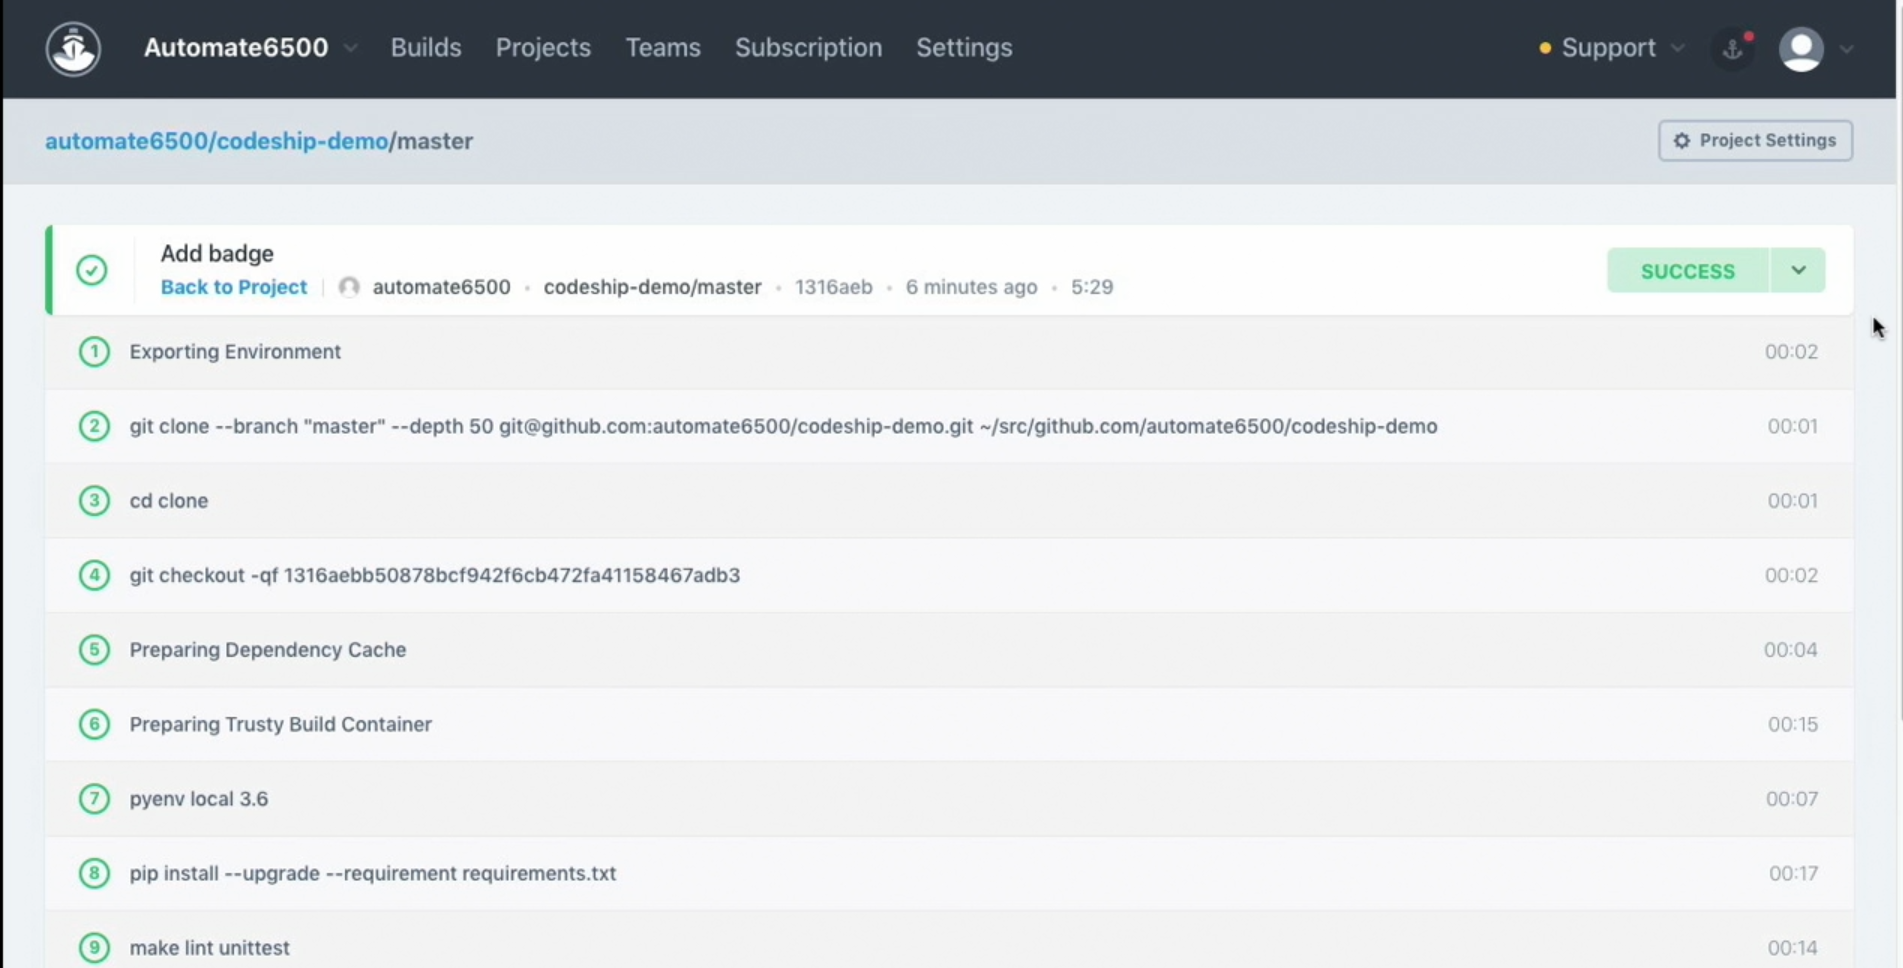 Automate6500 Builds Projects Teams Subscription Settings Support
automate6500/codeship-demo/master Project Settings
Add badge
Back to Project automate6500 • codeship-demo/master • 1316aeb • 6 minutes ago • 5:29 SUCCESS
1 Exporting Environment 00:02
2 git clone --branch "master" --depth 50 git@github.com:automate6500/codeship-demo.git ~/src/github.com/automate6500/codeship-demo 00:01
3 cd clone 00:01
4 git checkout -qf 1316aebb50878bcf942f6cb472fa41158467adb3 00:02
5 Preparing Dependency Cache 00:04
6 Preparing Trusty Build Container 00:15
7 pyenv local 3.6 00:07
8 pip install --upgrade --requirement requirements.txt 00:17
9 make lint unittest 00:14